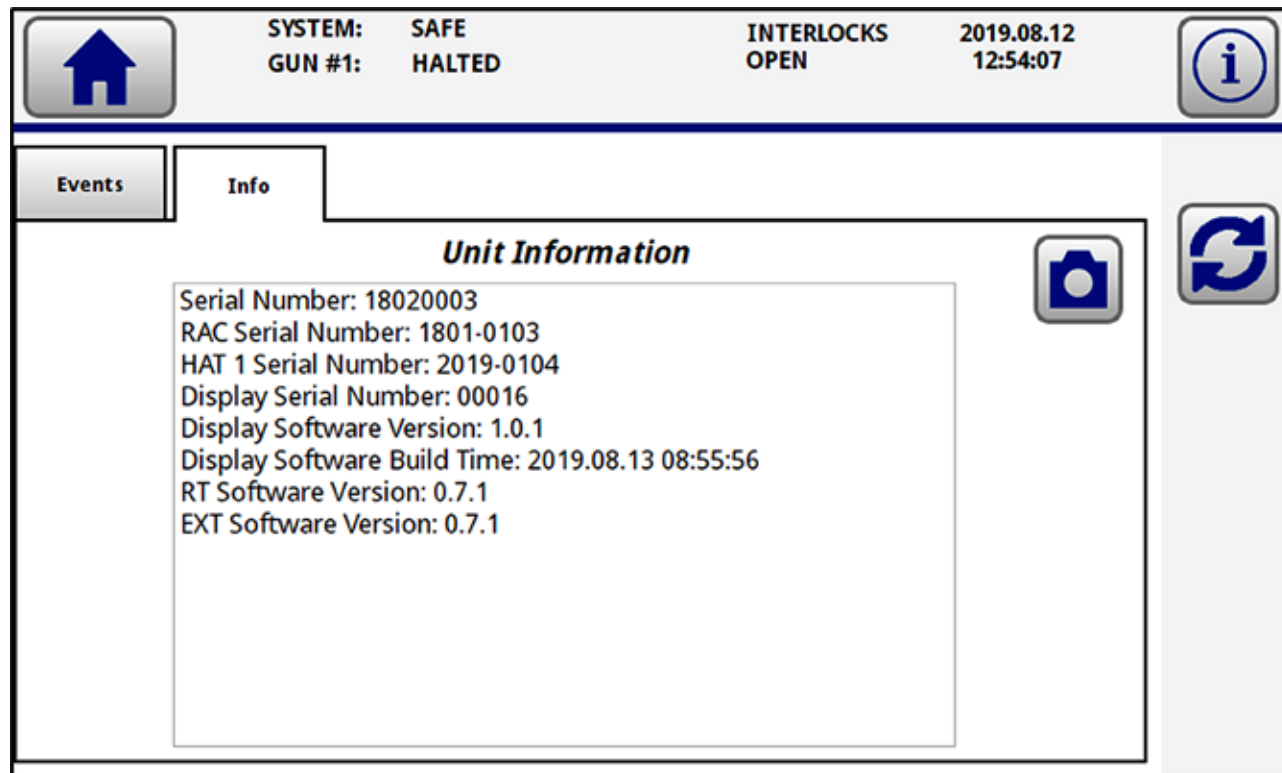 SYSTEM: SAFE INTERLOCKS 2019.08.12
GUN #1: HALTED OPEN 12:54:07
i
Events Info
Unit Information
Serial Number: 18020003
RAC Serial Number: 1801-0103
HAT 1 Serial Number: 2019-0104
Display Serial Number: 00016
Display Software Version: 1.0.1
Display Software Build Time: 2019.08.13 08:55:56
RT Software Version: 0.7.1
EXT Software Version: 0.7.1